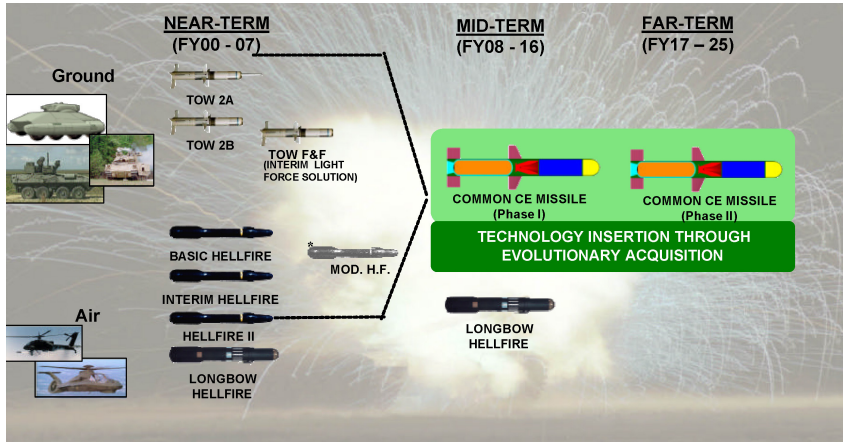 NEAR-TERM
(FY00 - 07)
MID-TERM
(FY08 - 16)
FAR-TERM
(FY17 – 25)
Ground
TOW 2A
TOW 2B
TOW F&F
(INTERIM LIGHT
FORCE SOLUTION)
COMMON CE MISSILE
(Phase I)
COMMON CE MISSILE
(Phase II)
TECHNOLOGY INSERTION THROUGH
EVOLUTIONARY ACQUISITION
BASIC HELLFIRE
*
MOD. H.F.
INTERIM HELLFIRE
Air
HELLFIRE II
LONGBOW
HELLFIRE
LONGBOW
HELLFIRE